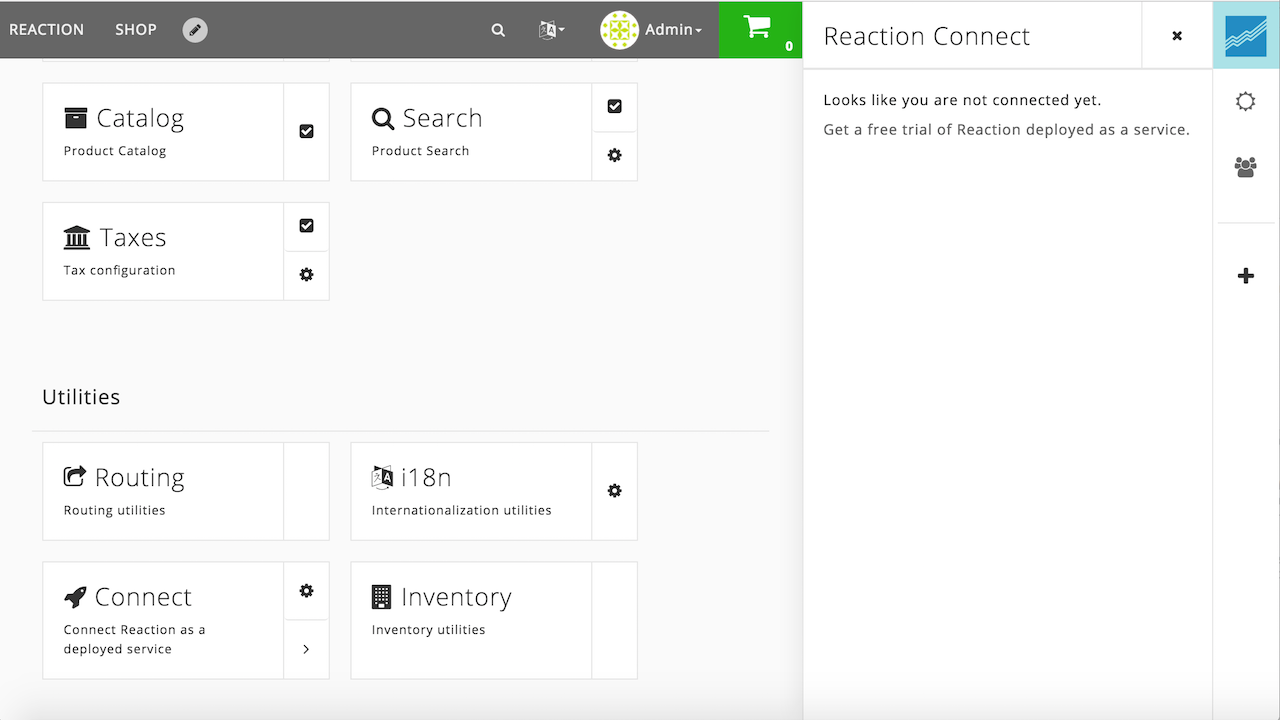 REACTION SHOP Admin 0
Catalog
Product Catalog
Search
Product Search
Taxes
Tax configuration
Utilities
Routing
Routing utilities
i18n
Internationalization utilities
Connect
Connect Reaction as a
deployed service
Inventory
Inventory utilities
Reaction Connect
Looks like you are not connected yet.
Get a free trial of Reaction deployed as a service.